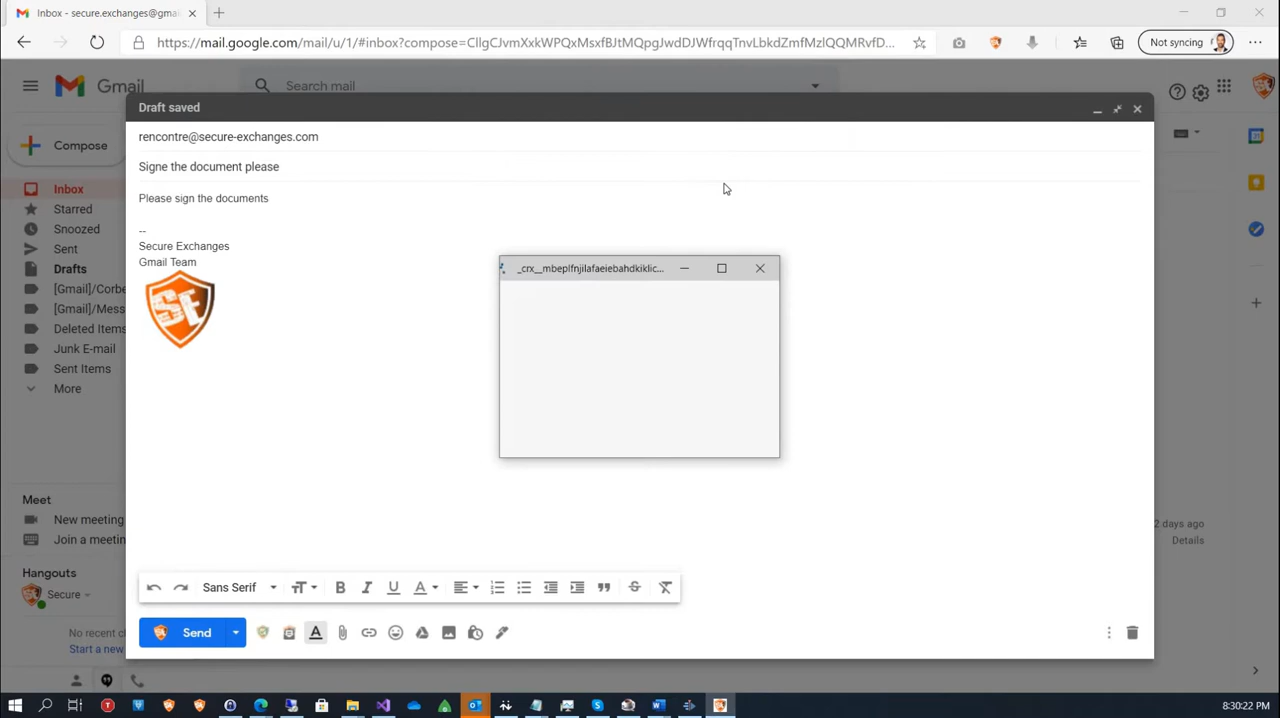 Inbox - secure.exchanges@gmai
https://mail.google.com/mail/u/1/#inbox?compose=CllgCJvmXxkWPQxMsxfBJtMQpgJwdDJWfrqqTnvLbkdZmfMzlQQMRvfD...
Not syncing
Gmail
Search mail
Compose
Inbox
Starred
Snoozed
Sent
Drafts
[Gmail]/Corbe
[Gmail]/Mess
Deleted Items
Junk E-mail
Sent Items
More
Meet
New meeting
Join a meetin
Hangouts
Secure
No recent c
Start a new
Draft saved
rencontre@secure-exchanges.com
Signe the document please
Please sign the documents
--
Secure Exchanges
Gmail Team
SE
_crx__mbeplfnjilafaeiebahdkiklic...
Sans Serif
Send
2 days ago
Details
8:30:22 PM